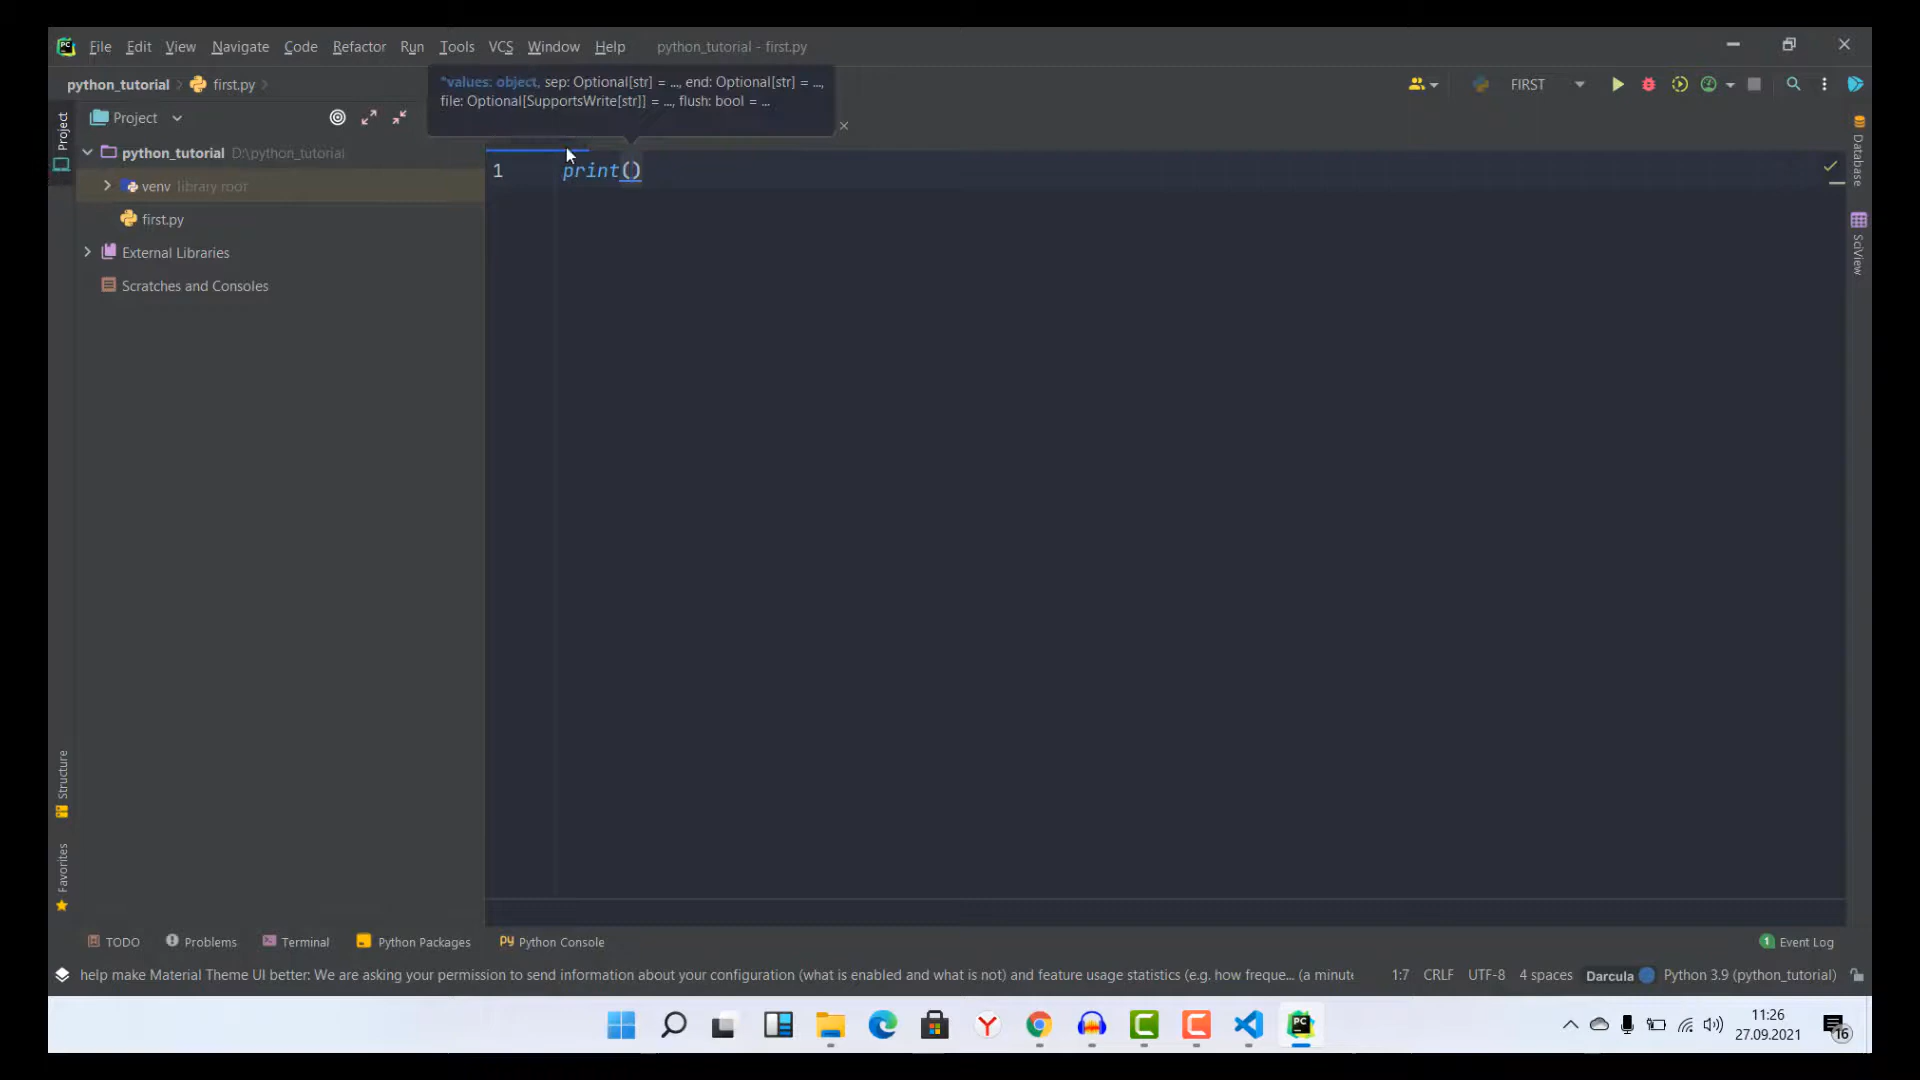 File Edit View Navigate Code Refactor Run Tools VCS Window Help python_tutorial - first.py
python_tutorial first.py
*values: object, sep: Optional[str] = ..., end: Optional[str] = ...,
file: Optional[SupportsWrite[str]] = ..., flush: bool = ...
FIRST
Project
Project
python_tutorial D:\python_tutorial
venv library root
first.py
External Libraries
Scratches and Consoles
1 print()
Database
SciView
Structure
Favorites
TODO Problems Terminal Python Packages Python Console
1 Event Log
help make Material Theme UI better: We are asking your permission to send information about your configuration (what is enabled and what is not) and feature usage statistics (e.g. how freque... (a minute
1:7 CRLF UTF-8 4 spaces Darcula Python 3.9 (python_tutorial)
11:26
27.09.2021
16